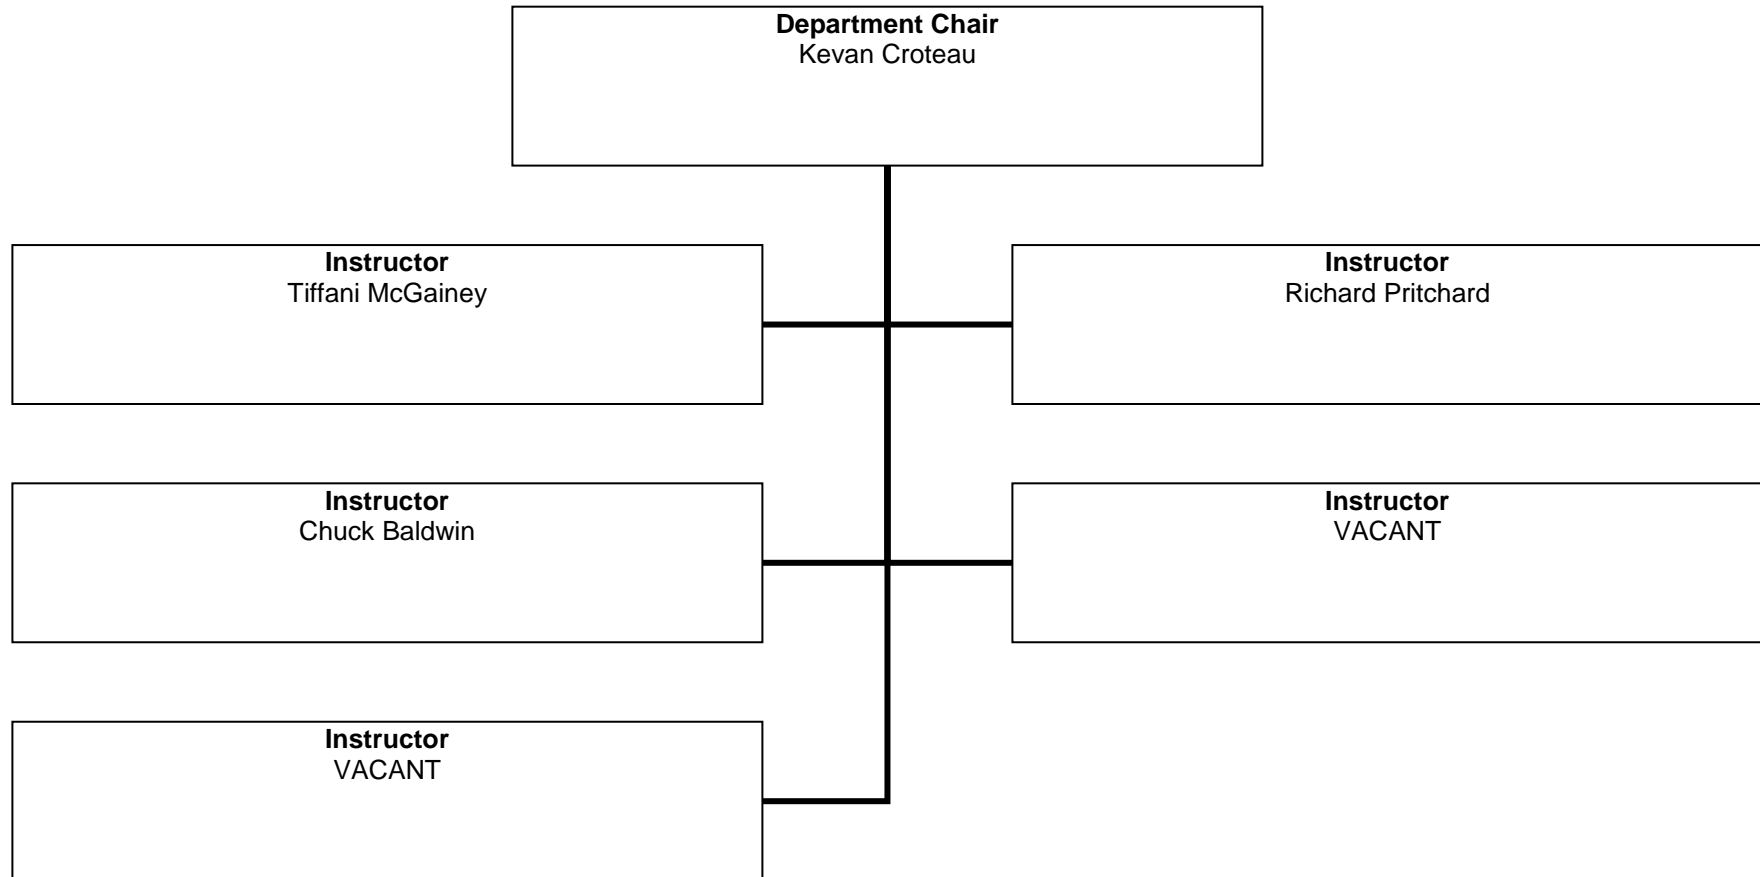 Department Chair
Kevan Croteau
Instructor
Tiffani McGainey
Instructor
Richard Pritchard
Instructor
Chuck Baldwin
Instructor
VACANT
Instructor
VACANT